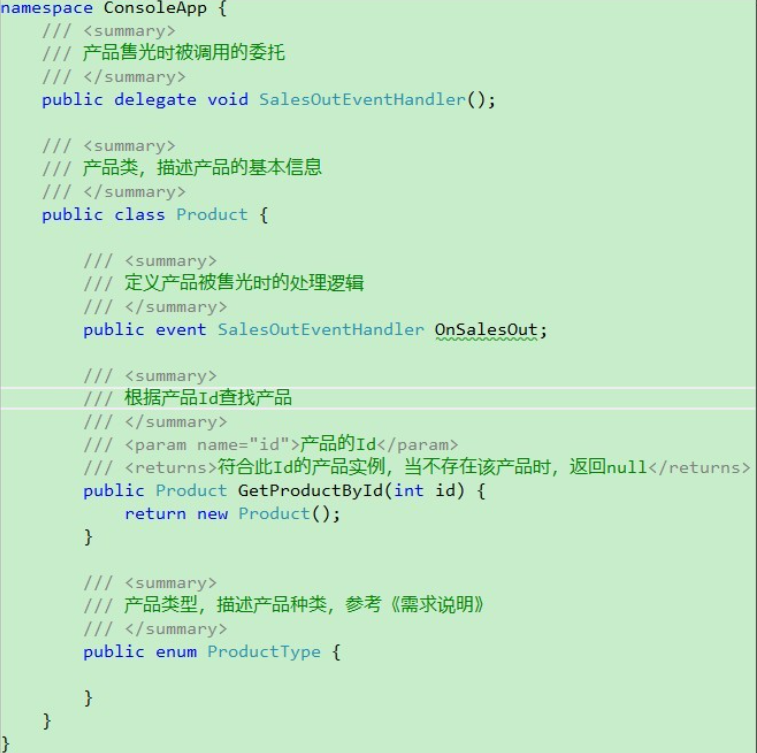 namespace ConsoleApp {
/// <summary>
/// 产品售光时被调用的委托
/// </summary>
public delegate void SalesOutEventHandler();
/// <summary>
/// 产品类，描述产品的基本信息
/// </summary>
public class Product {
/// <summary>
/// 定义产品被售光时的处理逻辑
/// </summary>
public event SalesOutEventHandler OnSalesOut;
/// <summary>
/// 根据产品Id查找产品
/// </summary>
/// <param name="id">产品的Id</param>
/// <returns>符合此Id的产品实例，当不存在该产品时，返回null</returns>
public Product GetProductById(int id) {
return new Product();
}
/// <summary>
/// 产品类型，描述产品种类，参考《需求说明》
/// </summary>
public enum ProductType {
}
}
}